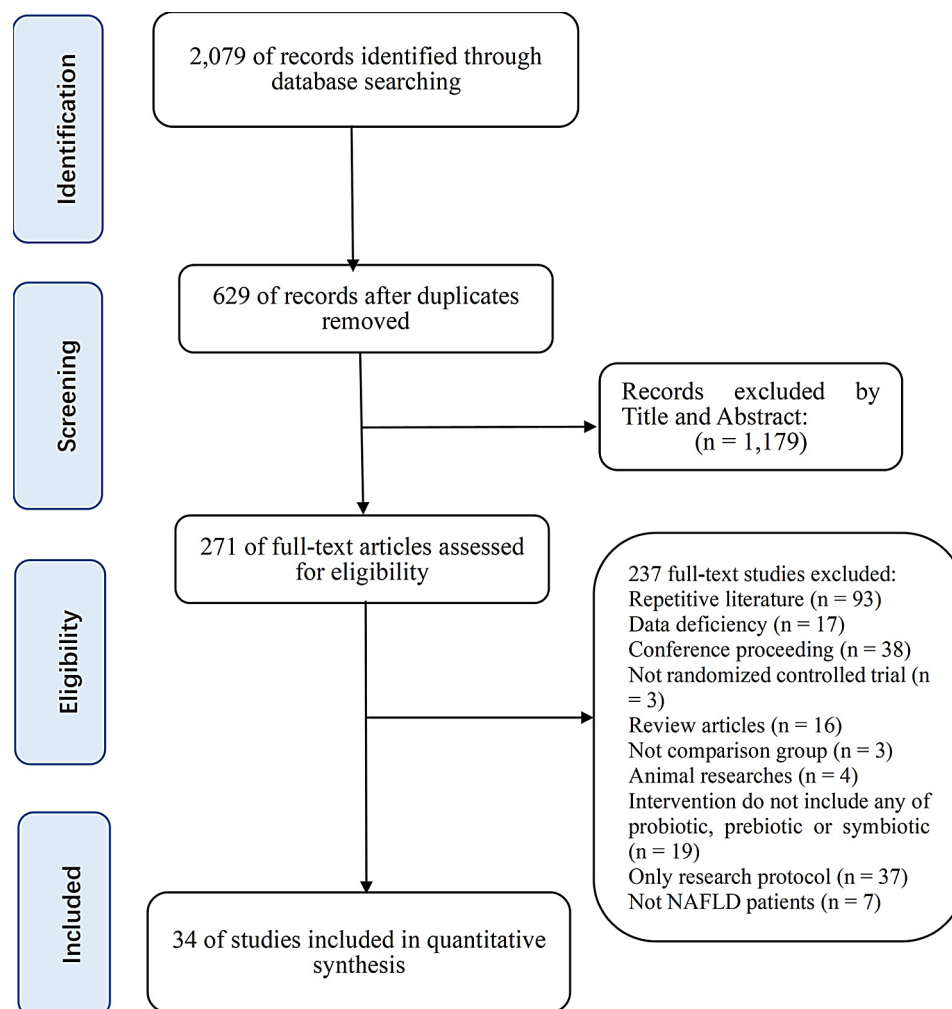 Identification
2,079 of records identified through
database searching
Screening
629 of records after duplicates
removed
Records excluded by
Title and Abstract:
(n = 1,179)
Eligibility
271 of full-text articles assessed
for eligibility
237 full-text studies excluded:
Repetitive literature (n = 93)
Data deficiency (n = 17)
Conference proceeding (n = 38)
Not randomized controlled trial (n
= 3)
Review articles (n = 16)
Not comparison group (n = 3)
Animal researches (n = 4)
Intervention do not include any of
probiotic, prebiotic or symbiotic
(n = 19)
Only research protocol (n = 37)
Not NAFLD patients (n = 7)
Included
34 of studies included in quantitative
synthesis